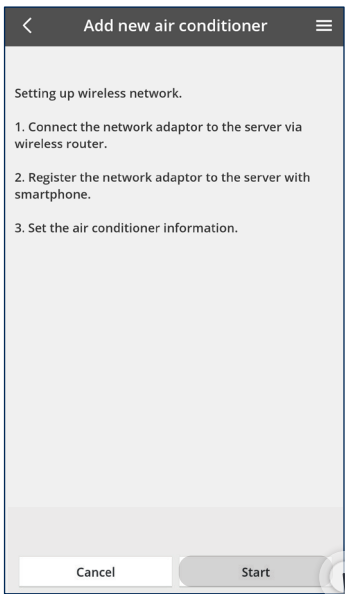 Add new air conditioner
Setting up wireless network.
1. Connect the network adaptor to the server via
wireless router.
2. Register the network adaptor to the server with
smartphone.
3. Set the air conditioner information.
Cancel
Start